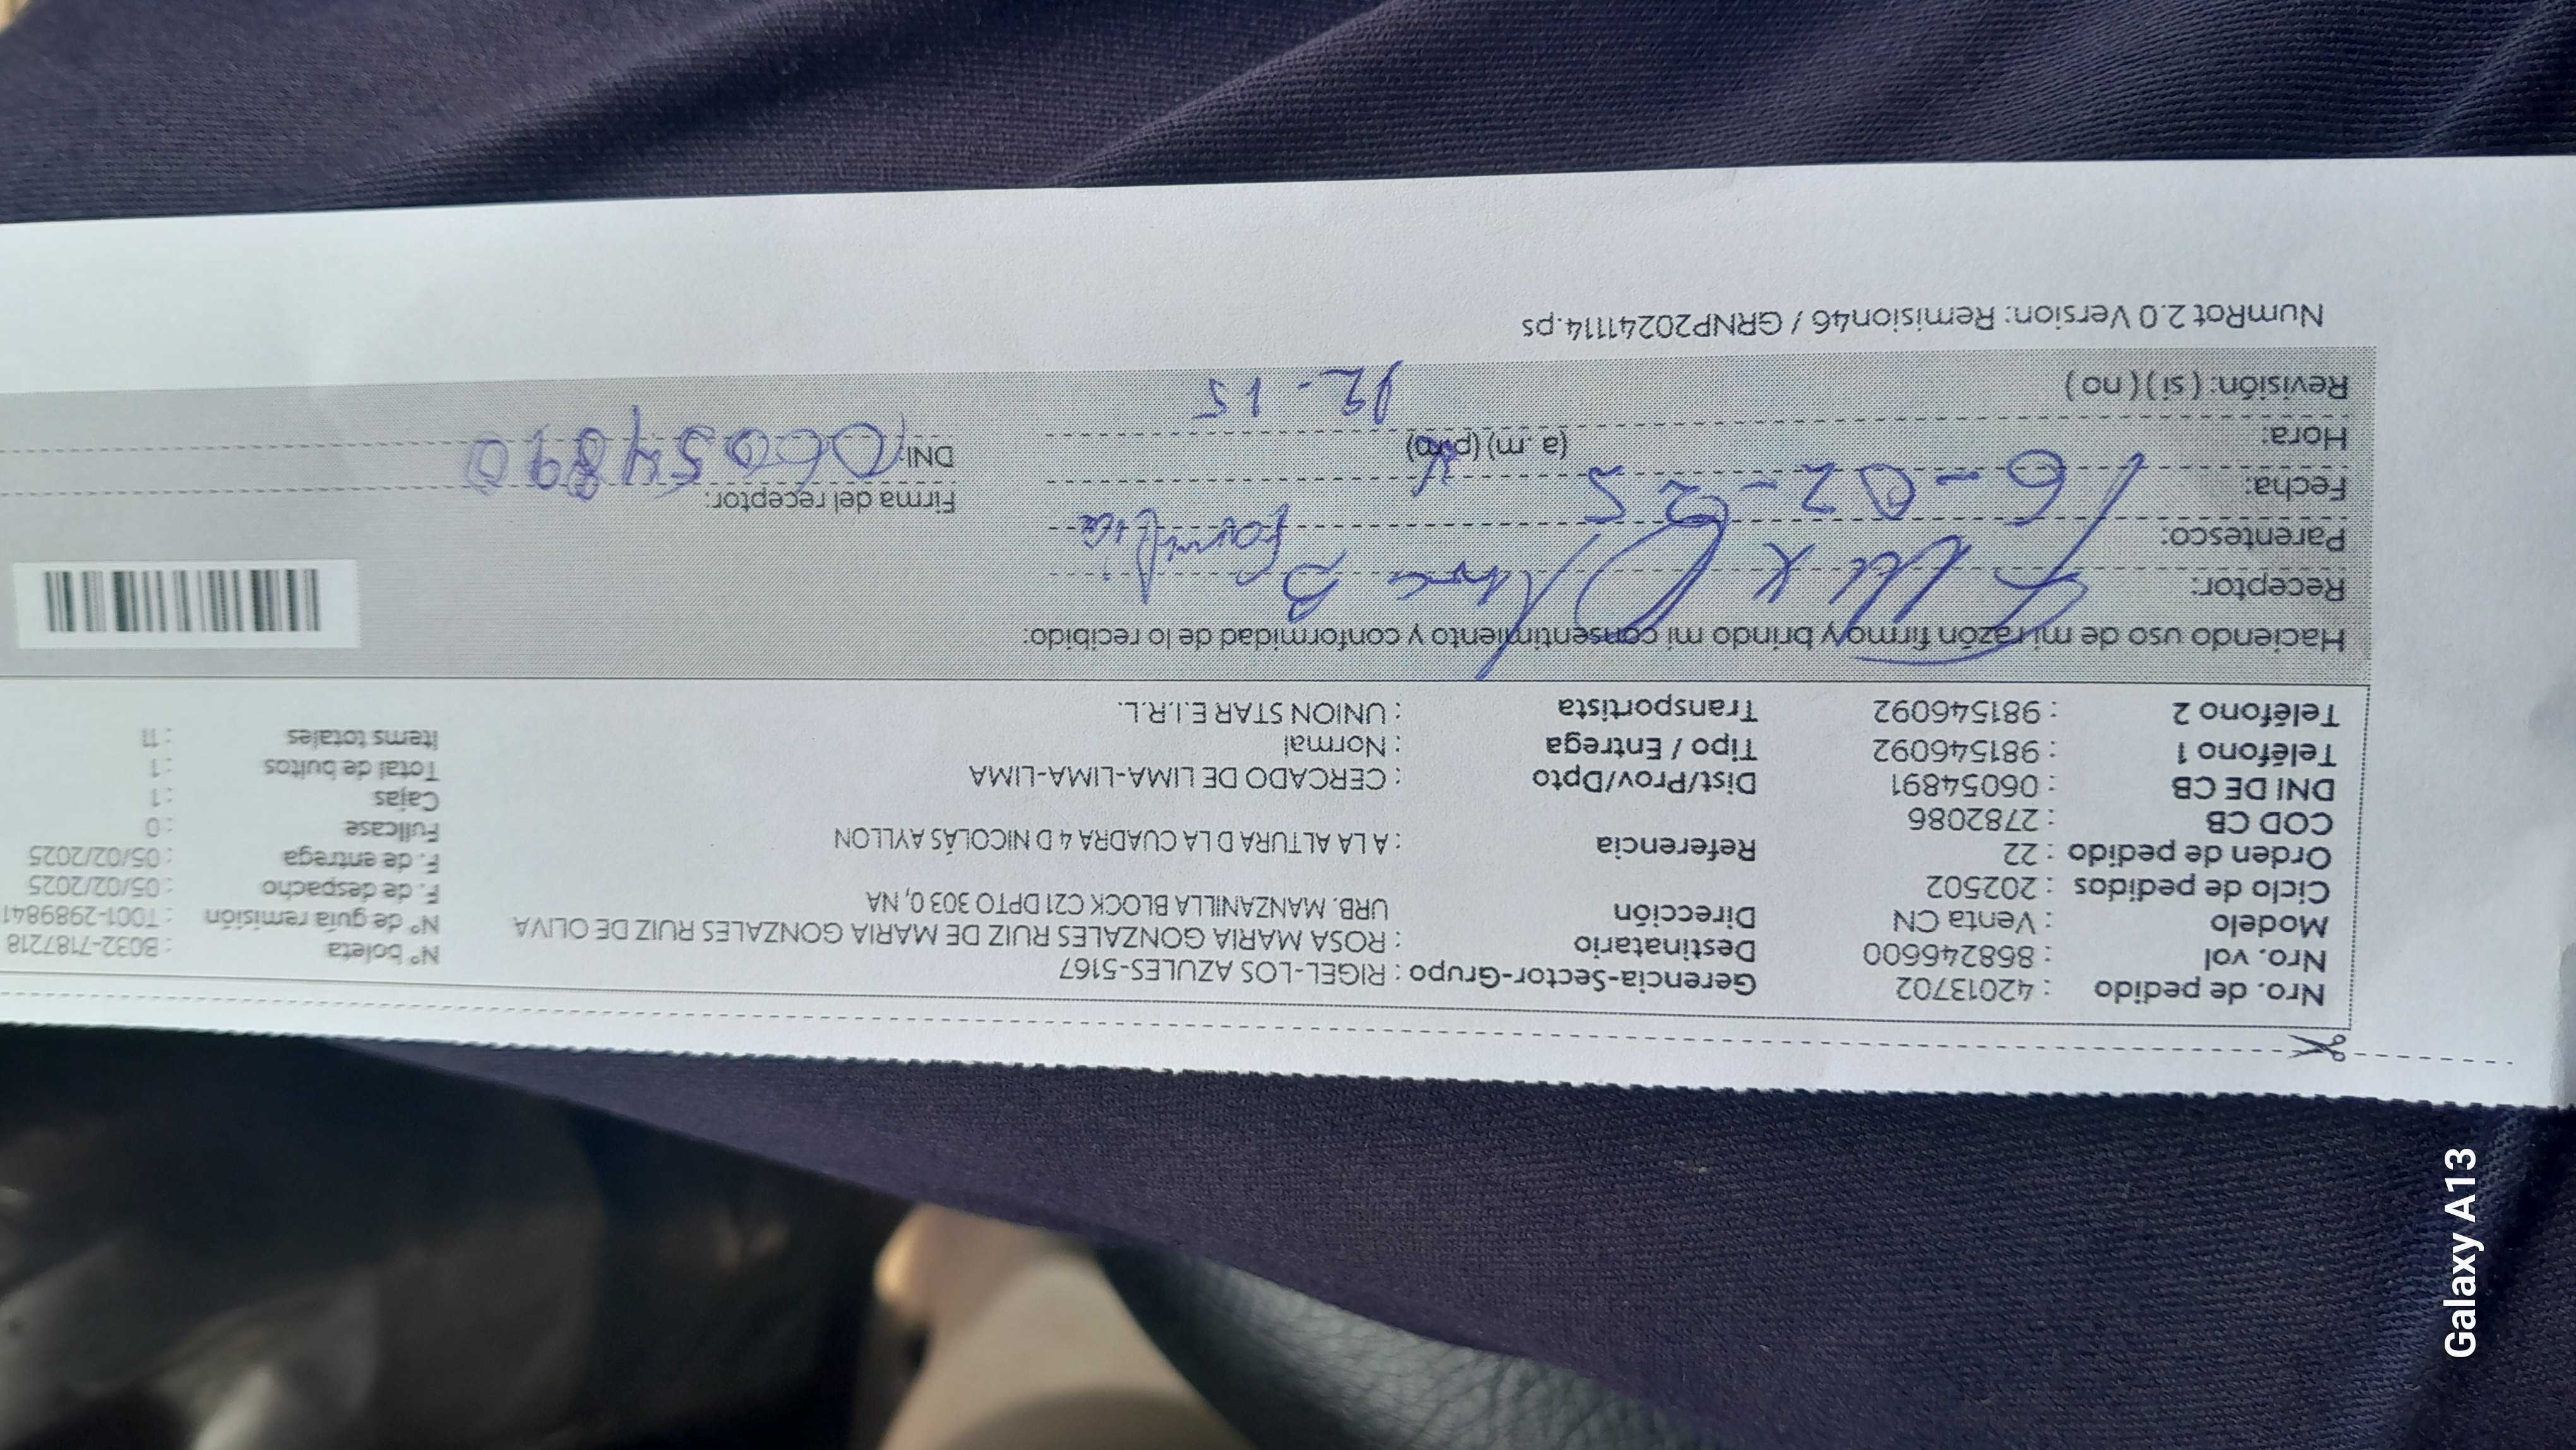 Nro. de pedido : 42013702 Gerencia-Sector-Grupo : RIGEL-LOS AZULES-5167
Nro. vol : 868246600 Destinatario : ROSA MARIA GONZALES RUIZ DE MARIA GONZALES RUIZ DE OLIVA N° boleta : B032-7187218
Modelo : Venta CN Dirección URB. MANZANILLA BLOCK C21 DPTO 303 0, NA N° de guía remisión : T001-2989841
Ciclo de pedidos : 202502 F. de despacho : 05/02/2025
Orden de pedido : 22 Referencia : A LA ALTURA D LA CUADRA 4 D NICOLÁS AYLLON F. de entrega : 05/02/2025
COD CB : 2782086 Fullcase : 0
DNI DE CB : 06054891 Dist/Prov/Dpto : CERCADO DE LIMA-LIMA-LIMA Cajas : 1
Teléfono 1 : 981546092 Tipo / Entrega : Normal Total de bultos : 1
Teléfono 2 : 981546092 Transportista : UNION STAR E.I.R.L. Items totales : 11
Haciendo uso de mi razón firmo y brindo mi consentimiento y conformidad de lo recibido:
Receptor: Félix Oliva B
Parentesco: Familia
Fecha: 6-02-25 Firma del receptor:
Hora: (a. m) (p.m) DNI: 06054890
Revisión: ( si ) ( no ) 12-15
NumRot 2.0 Version: Remision46 / GRNP20241114.ps
Galaxy A13